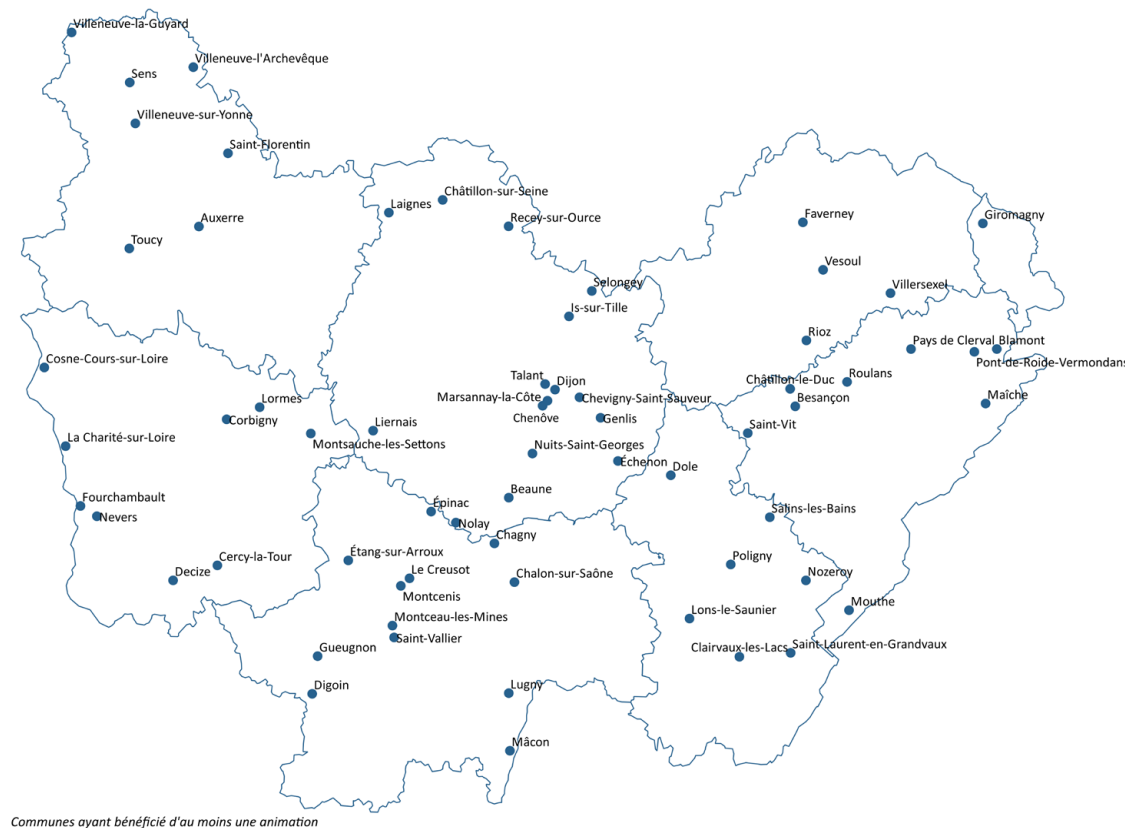 Villeneuve-la-Guyard
Villeneuve-l'Archevêque
Sens
Villeneuve-sur-Yonne
Saint-Florentin
Auxerre
Toucy
Laignes
Châtillon-sur-Seine
Recey-sur-Ource
Faverney
Giromagny
Vesoul
Selongey
Villersexel
Is-sur-Tille
Rioz
Pays de Clerval
Blamont
Pont-de-Roide-Vermondans
Cosne-Cours-sur-Loire
Talant
Dijon
Châtillon-le-Duc
Roulans
Maîche
Marsannay-la-Côte
Chevigny-Saint-Sauveur
Besançon
Lormes
Corbigny
Chenôve
Genlis
Liernais
Saint-Vit
La Charité-sur-Loire
Montsauche-les-Settons
Nuits-Saint-Georges
Échenon
Dole
Fourchambault
Nevers
Beaune
Épinac
Nolay
Salins-les-Bains
Chagny
Cercy-la-Tour
Decize
Étang-sur-Arroux
Le Creusot
Montcenis
Chalon-sur-Saône
Poligny
Nozeroy
Mouthe
Montceau-les-Mines
Saint-Vallier
Lons-le-Saunier
Gueugnon
Clairvaux-les-Lacs
Saint-Laurent-en-Grandvaux
Digoin
Lugny
Mâcon
Communes ayant bénéficié d'au moins une animation